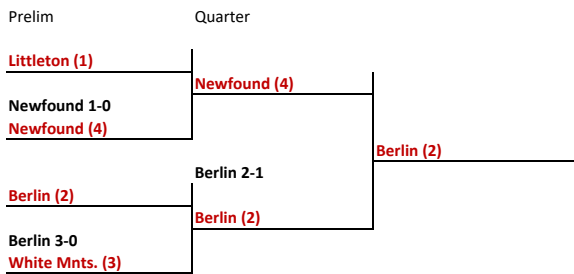 Prelim Quarter
Littleton (1)
Newfound (4)
Newfound 1-0
Newfound (4)
Berlin (2)
Berlin 2-1
Berlin (2)
Berlin (2)
Berlin 3-0
White Mnts. (3)